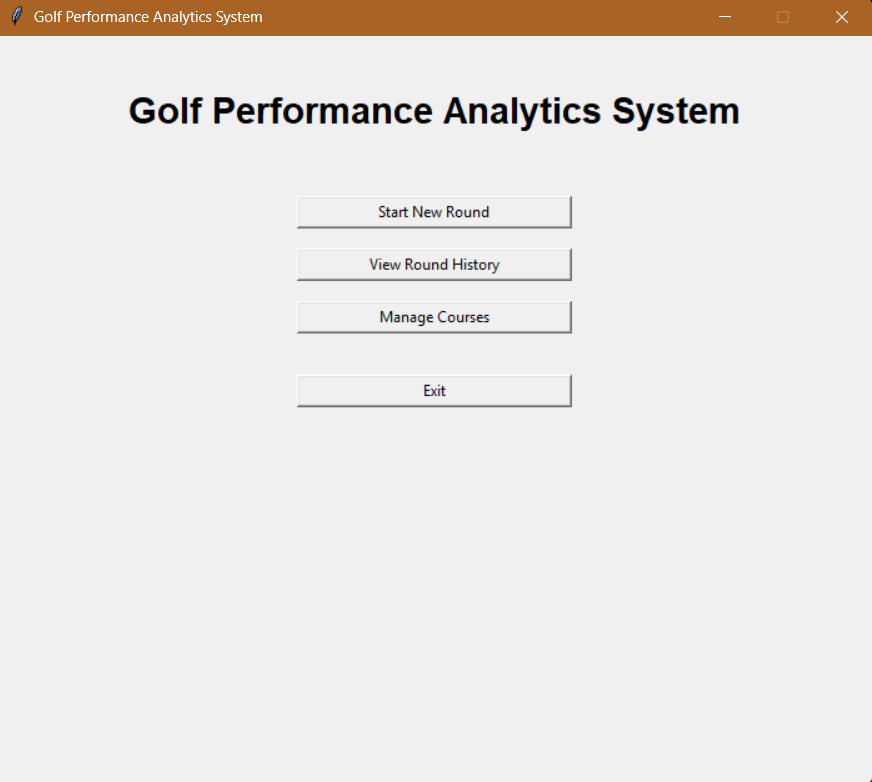 Golf Performance Analytics System
Golf Performance Analytics System
Start New Round
View Round History
Manage Courses
Exit